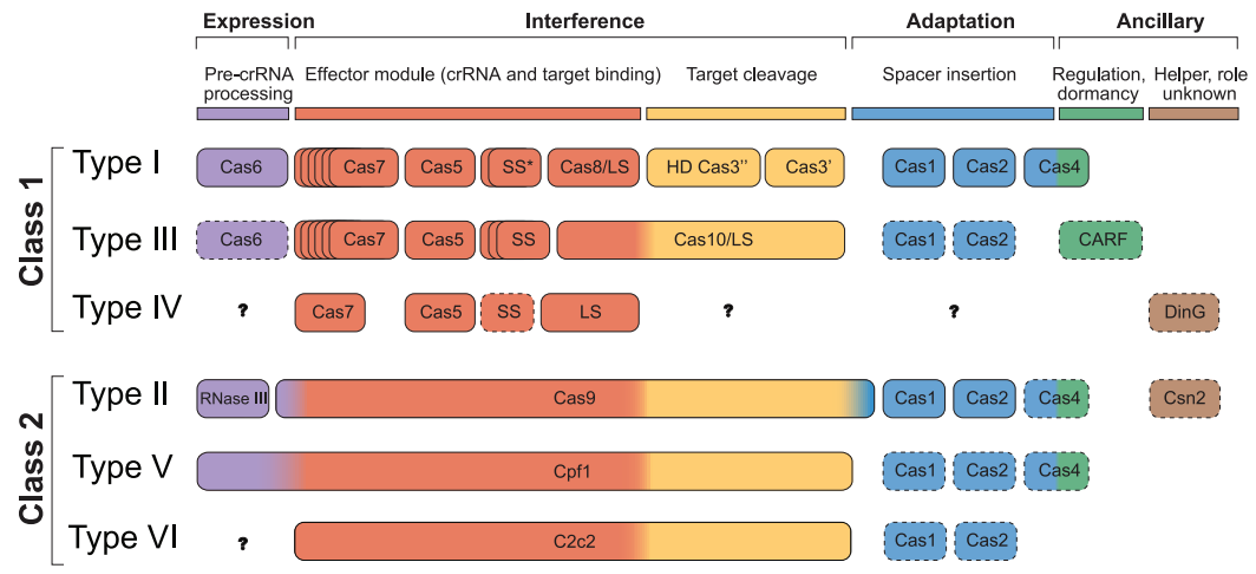 Expression Interference Adaptation Ancillary
Pre-crRNA processing Effector module (crRNA and target binding) Target cleavage Spacer insertion Regulation, dormancy Helper, role unknown
Class 1
Type I Cas6 Cas7 Cas5 SS* Cas8/LS HD Cas3’’ Cas3’ Cas1 Cas2 Cas4
Type III Cas6 Cas7 Cas5 SS Cas10/LS Cas1 Cas2 CARF
Type IV ? Cas7 Cas5 SS LS ? ? DinG
Class 2
Type II RNase III Cas9 Cas1 Cas2 Cas4 Csn2
Type V Cpf1 Cas1 Cas2 Cas4
Type VI ? C2c2 Cas1 Cas2